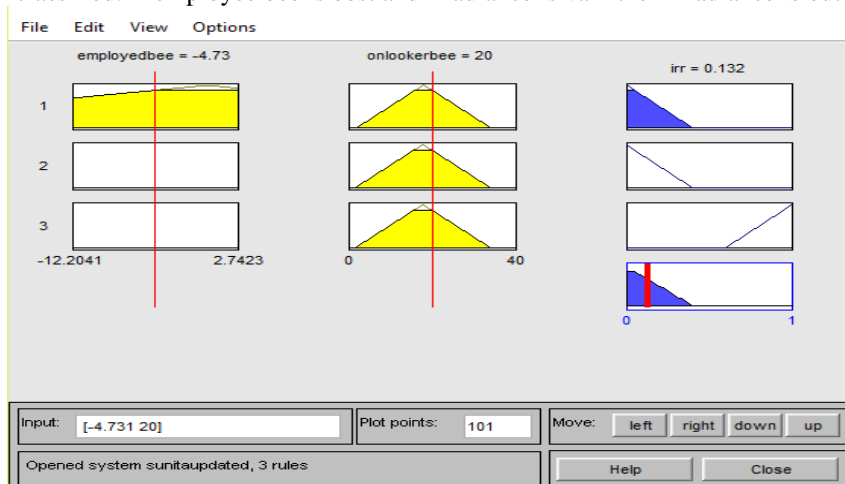 File Edit View Options
employedbee = -4.73 onlookerbee = 20 irr = 0.132
1
2
3
-12.2041 2.7423 0 40
0 1
Input: [-4.731 20] Plot points: 101 Move: left right down up
Opened system sunitaupdated, 3 rules Help Close